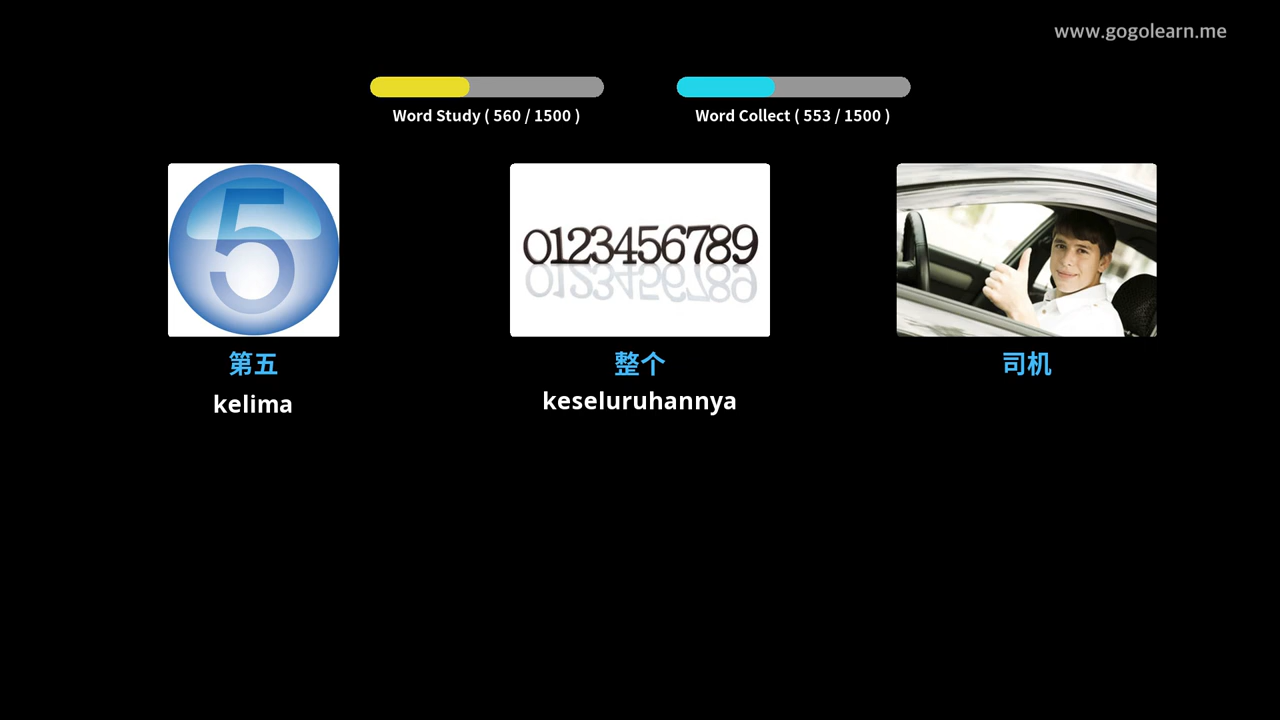 www.gogolearn.me
Word Study ( 560 / 1500 )
Word Collect ( 553 / 1500 )
5
0123456789
第五
整个
司机
kelima
keseluruhannya